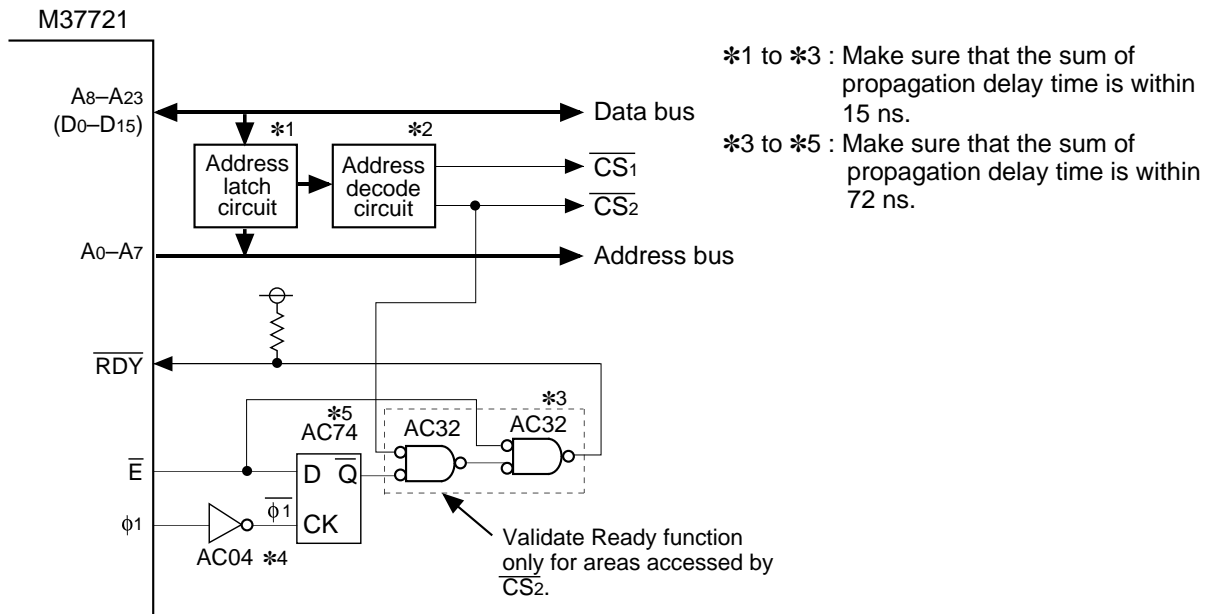 M37721
A8–A23
(D0–D15)
Data bus
✽1
✽2
Address
latch
circuit
Address
decode
circuit
CS1
CS2
A0–A7
Address bus
✽1 to ✽3 : Make sure that the sum of
propagation delay time is within
15 ns.
✽3 to ✽5 : Make sure that the sum of
propagation delay time is within
72 ns.
RDY
✽3
✽5
AC74
AC32
AC32
E
D
Q
ϕ1
ϕ1
CK
AC04 ✽4
Validate Ready function
only for areas accessed by
CS2.